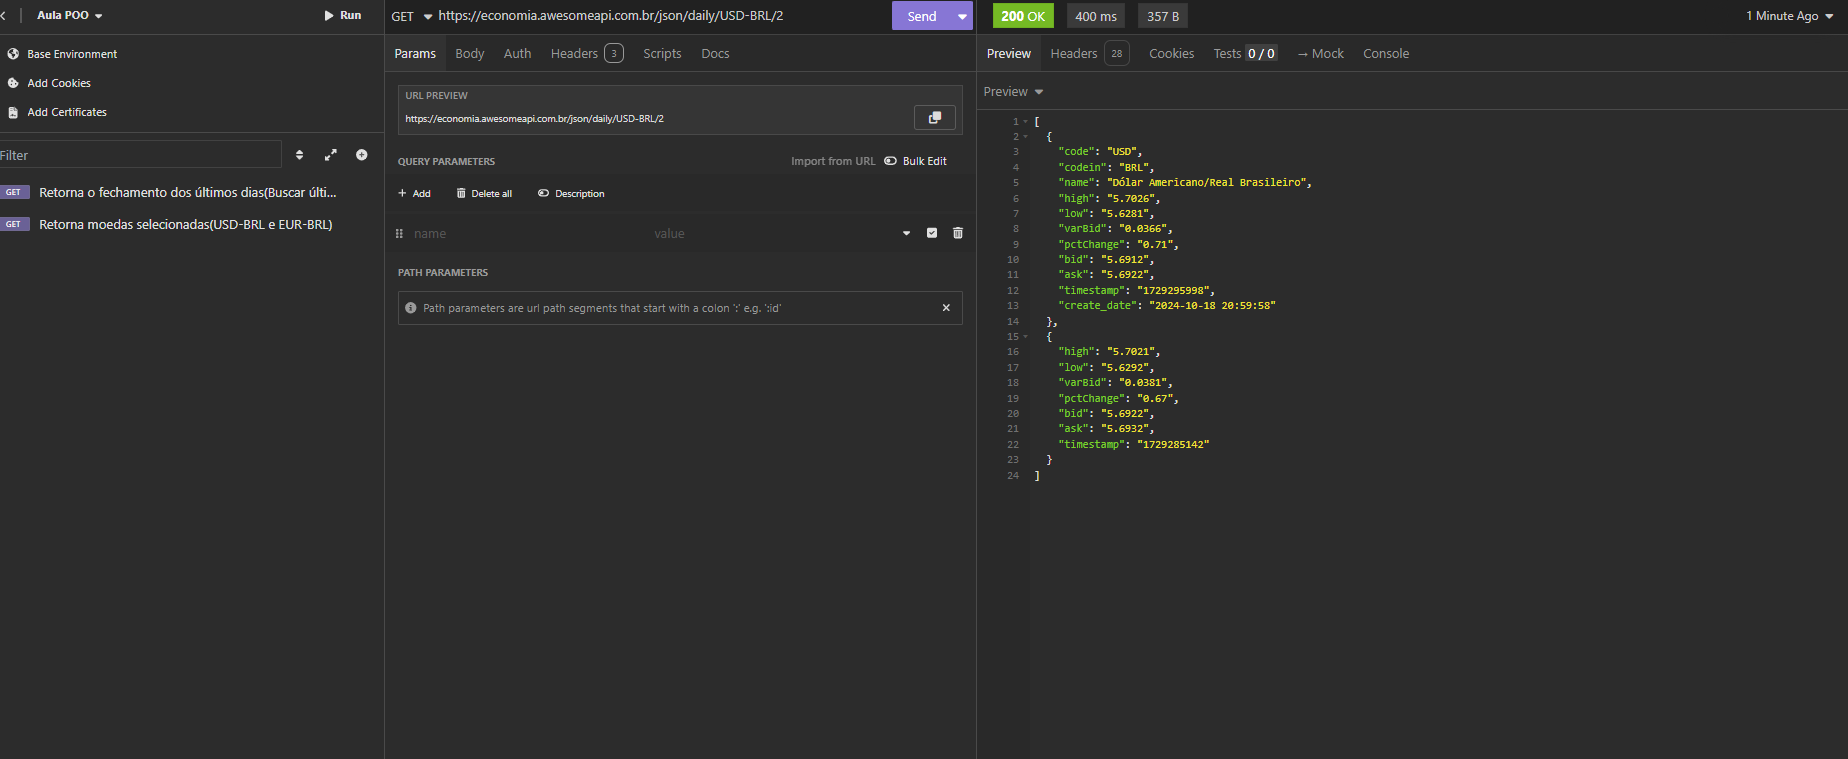 Aula POO
Run
Base Environment
Add Cookies
Add Certificates
Filter
GET Retorna o fechamento dos últimos dias(Buscar últi...
GET Retorna moedas selecionadas(USD-BRL e EUR-BRL)
GET https://economia.awesomeapi.com.br/json/daily/USD-BRL/2
Send
Params Body Auth Headers 3 Scripts Docs
URL PREVIEW
https://economia.awesomeapi.com.br/json/daily/USD-BRL/2
QUERY PARAMETERS Import from URL Bulk Edit
Add Delete all Description
name value
PATH PARAMETERS
Path parameters are url path segments that start with a colon ':' e.g. ':id'
200 OK 400 ms 357 B 1 Minute Ago
Preview Headers 28 Cookies Tests 0 / 0 → Mock Console
Preview
1 [
2 {
3 "code": "USD",
4 "codein": "BRL",
5 "name": "Dólar Americano/Real Brasileiro",
6 "high": "5.7026",
7 "low": "5.6281",
8 "varBid": "0.0366",
9 "pctChange": "0.71",
10 "bid": "5.6912",
11 "ask": "5.6922",
12 "timestamp": "1729295998",
13 "create_date": "2024-10-18 20:59:58"
14 },
15 {
16 "high": "5.7021",
17 "low": "5.6292",
18 "varBid": "0.0381",
19 "pctChange": "0.67",
20 "bid": "5.6922",
21 "ask": "5.6932",
22 "timestamp": "1729285142"
23 }
24 ]